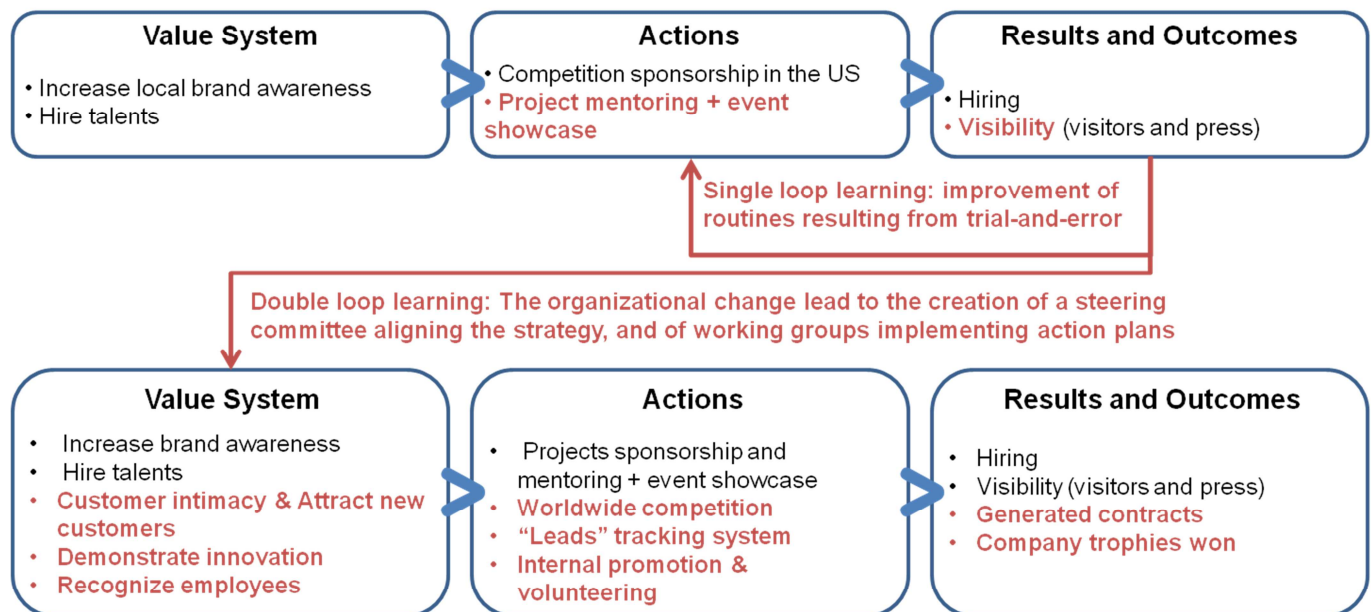 Value System
• Increase local brand awareness
• Hire talents
Actions
• Competition sponsorship in the US
• Project mentoring + event
showcase
Results and Outcomes
• Hiring
• Visibility (visitors and press)
Single loop learning: improvement of
routines resulting from trial-and-error
Double loop learning: The organizational change lead to the creation of a steering
committee aligning the strategy, and of working groups implementing action plans
Value System
• Increase brand awareness
• Hire talents
• Customer intimacy & Attract new
customers
• Demonstrate innovation
• Recognize employees
Actions
• Projects sponsorship and
mentoring + event showcase
• Worldwide competition
• “Leads” tracking system
• Internal promotion &
volunteering
Results and Outcomes
• Hiring
• Visibility (visitors and press)
• Generated contracts
• Company trophies won